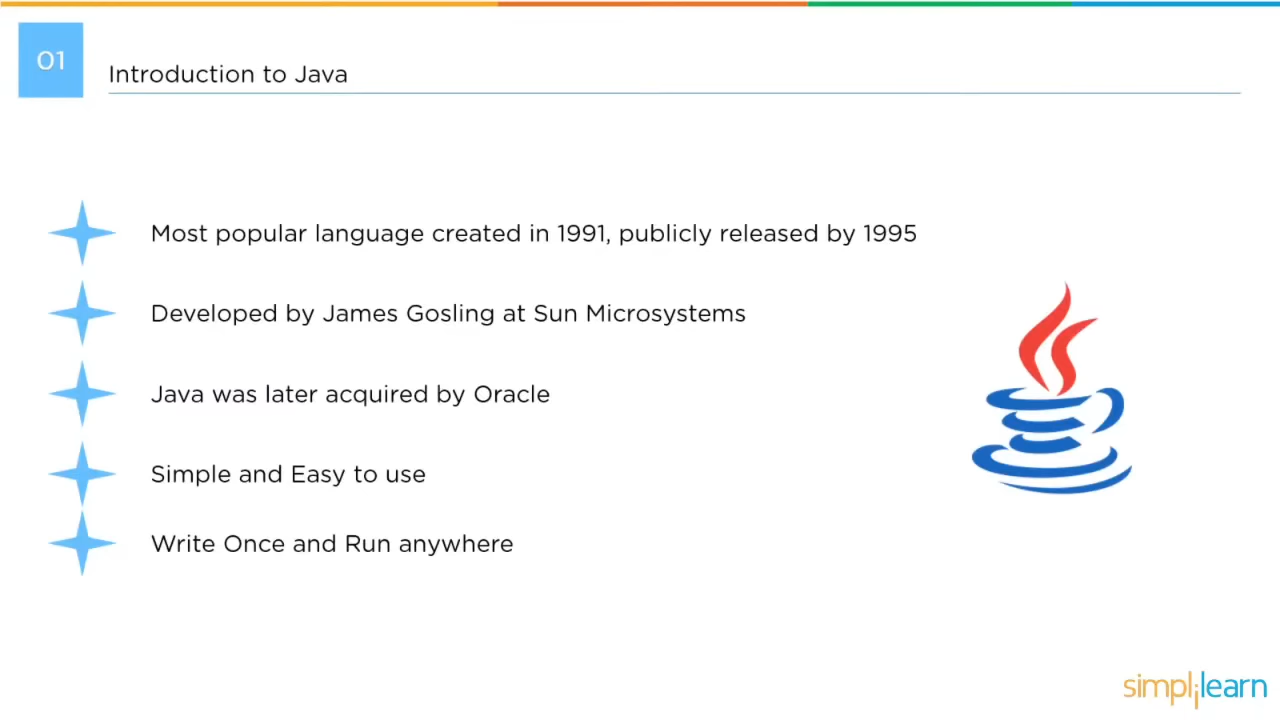 01
Introduction to Java
Most popular language created in 1991, publicly released by 1995
Developed by James Gosling at Sun Microsystems
Java was later acquired by Oracle
Simple and Easy to use
Write Once and Run anywhere
simplilearn